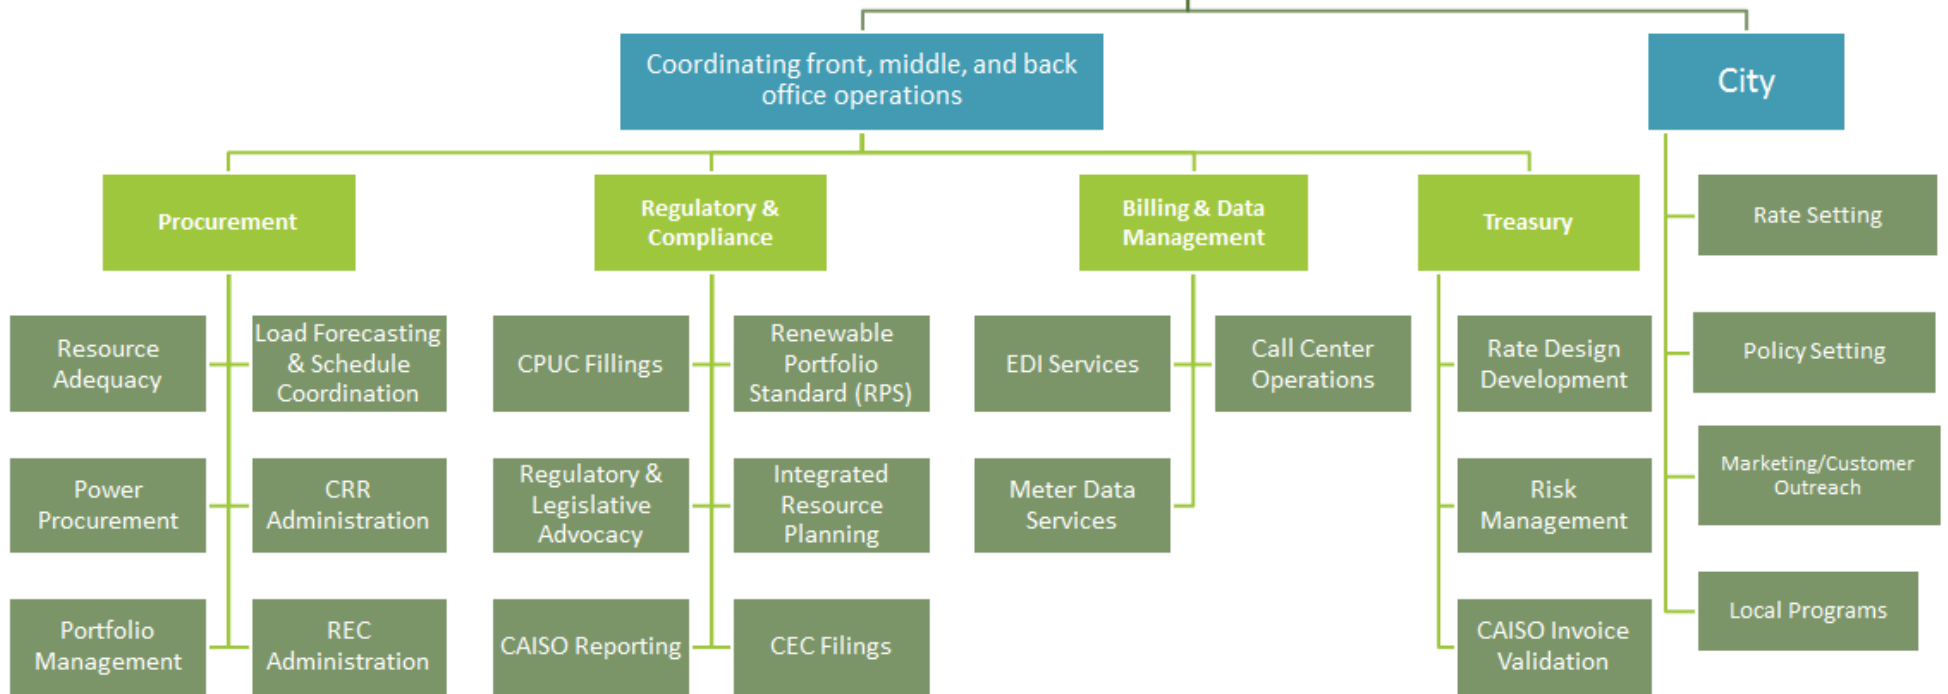 Coordinating front, middle, and back
office operations
City
Procurement
Regulatory &
Compliance
Billing & Data
Management
Treasury
Rate Setting
Policy Setting
Marketing/Customer
Outreach
Local Programs
Resource
Adequacy
Load Forecasting
& Schedule
Coordination
Power
Procurement
CRR
Administration
Portfolio
Management
REC
Administration
CPUC Fillings
Renewable
Portfolio
Standard (RPS)
Regulatory &
Legislative
Advocacy
Integrated
Resource
Planning
CAISO Reporting
CEC Filings
EDI Services
Call Center
Operations
Meter Data
Services
Rate Design
Development
Risk
Management
CAISO Invoice
Validation